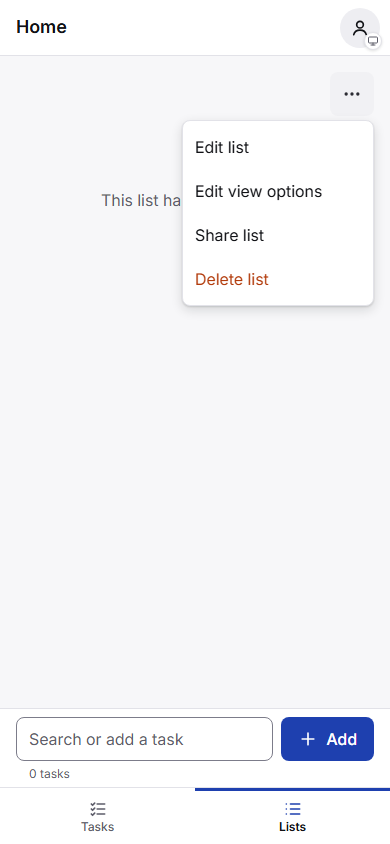 Home
Edit list
Edit view options
This list ha
Share list
Delete list
Search or add a task
Add
0 tasks
Tasks
Lists